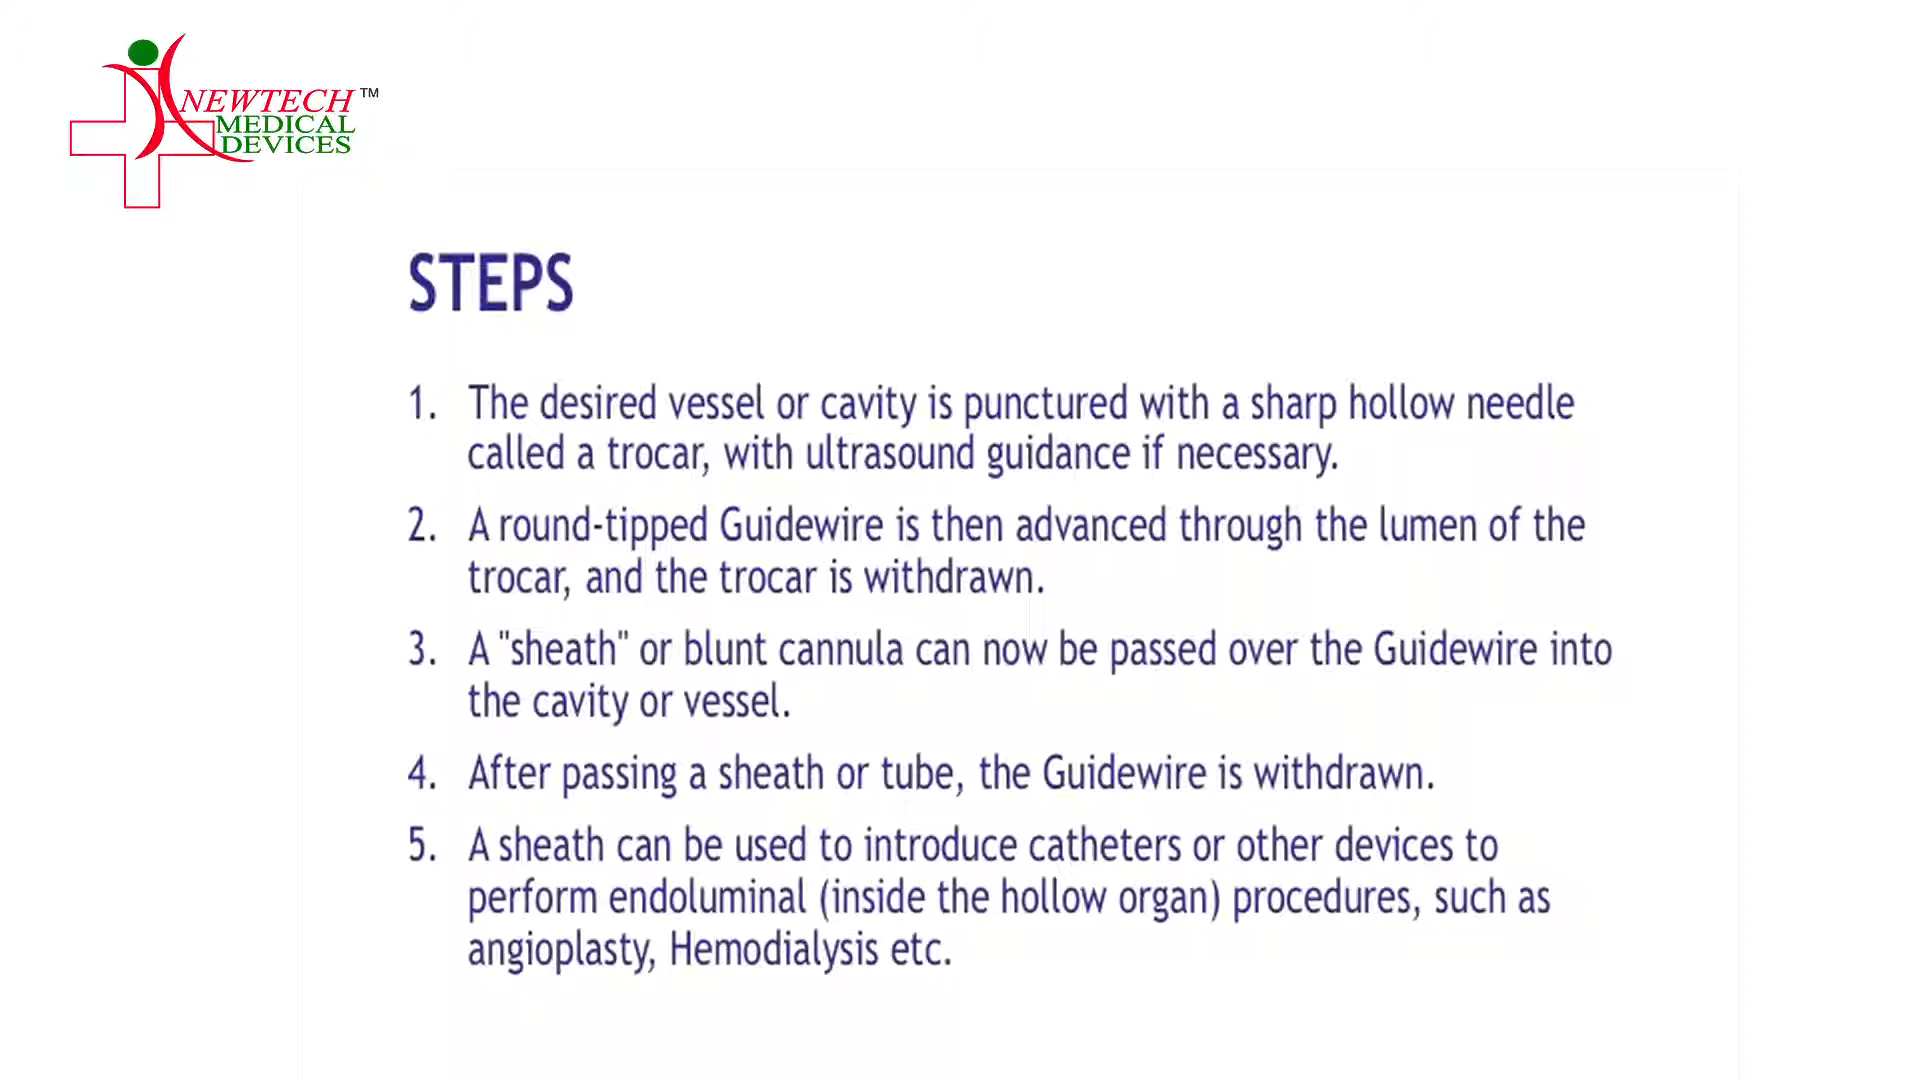 NEWTECH™
MEDICAL
DEVICES
STEPS
1. The desired vessel or cavity is punctured with a sharp hollow needle
called a trocar, with ultrasound guidance if necessary.
2. A round-tipped Guidewire is then advanced through the lumen of the
trocar, and the trocar is withdrawn.
3. A "sheath" or blunt cannula can now be passed over the Guidewire into
the cavity or vessel.
4. After passing a sheath or tube, the Guidewire is withdrawn.
5. A sheath can be used to introduce catheters or other devices to
perform endoluminal (inside the hollow organ) procedures, such as
angioplasty, Hemodialysis etc.